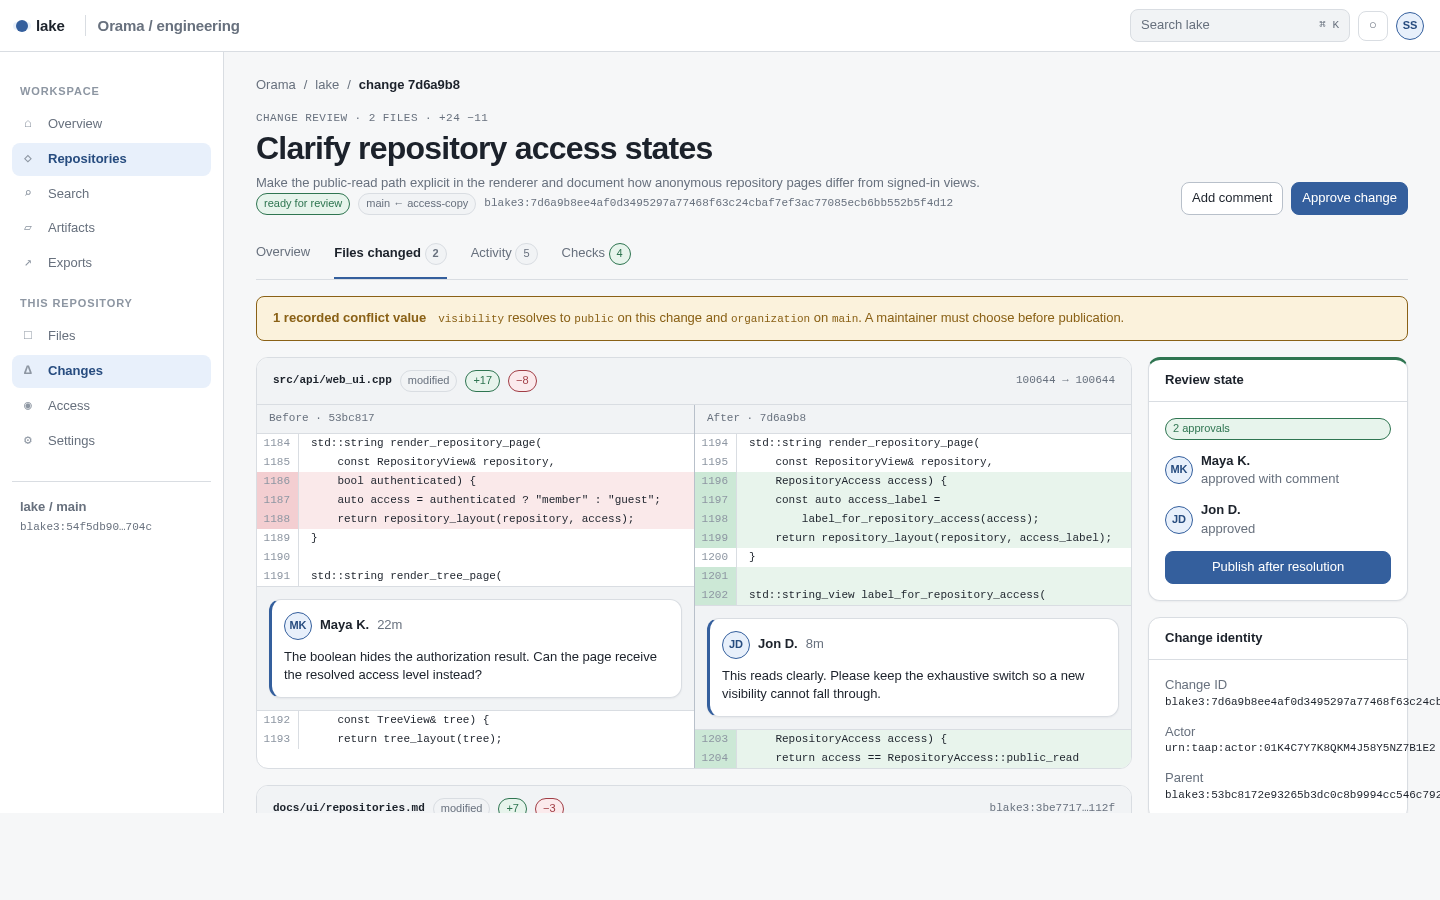 lake
Orama / engineering
Search lake ⌘ K
SS
WORKSPACE
Overview
Repositories
Search
Artifacts
Exports
THIS REPOSITORY
Files
Changes
Access
Settings
lake / main
blake3:54f5db90…704c
Orama / lake / change 7d6a9b8
CHANGE REVIEW · 2 FILES · +24 −11
Clarify repository access states
Make the public-read path explicit in the renderer and document how anonymous repository pages differ from signed-in views.
ready for review main ← access-copy blake3:7d6a9b8ee4af0d3495297a77468f63c24cbaf7ef3ac77085ecb6bb552b5f4d12
Add comment
Approve change
Overview Files changed 2 Activity 5 Checks 4
1 recorded conflict value visibility resolves to public on this change and organization on main. A maintainer must choose before publication.
src/api/web_ui.cpp modified +17 −8 100644 → 100644
Before · 53bc817
1184 std::string render_repository_page(
1185 const RepositoryView& repository,
1186 bool authenticated) {
1187 auto access = authenticated ? "member" : "guest";
1188 return repository_layout(repository, access);
1189 }
1190
1191 std::string render_tree_page(
MK Maya K. 22m
The boolean hides the authorization result. Can the page receive
the resolved access level instead?
1192 const TreeView& tree) {
1193 return tree_layout(tree);
After · 7d6a9b8
1194 std::string render_repository_page(
1195 const RepositoryView& repository,
1196 RepositoryAccess access) {
1197 const auto access_label =
1198 label_for_repository_access(access);
1199 return repository_layout(repository, access_label);
1200 }
1201
1202 std::string_view label_for_repository_access(
JD Jon D. 8m
This reads clearly. Please keep the exhaustive switch so a new
visibility cannot fall through.
1203 RepositoryAccess access) {
1204 return access == RepositoryAccess::public_read
docs/ui/repositories.md modified +7 −3 blake3:3be7717…112f
Review state
2 approvals
MK Maya K.
approved with comment
JD Jon D.
approved
Publish after resolution
Change identity
Change ID
blake3:7d6a9b8ee4af0d3495297a77468f63c24cb
Actor
urn:taap:actor:01K4C7Y7K8QKM4J58Y5NZ7B1E2
Parent
blake3:53bc8172e93265b3dc0c8b9994cc546c792